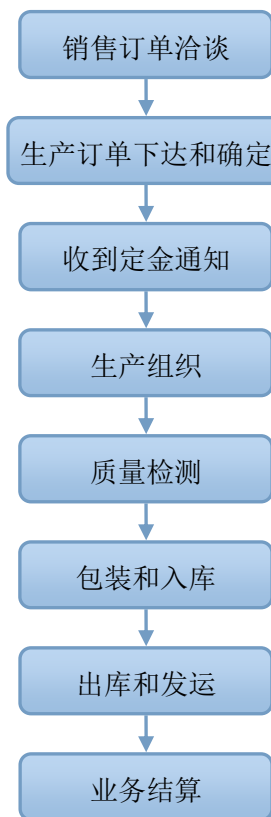 销售订单洽谈
生产订单下达和确定
收到定金通知
生产组织
质量检测
包装和入库
出库和发运
业务结算